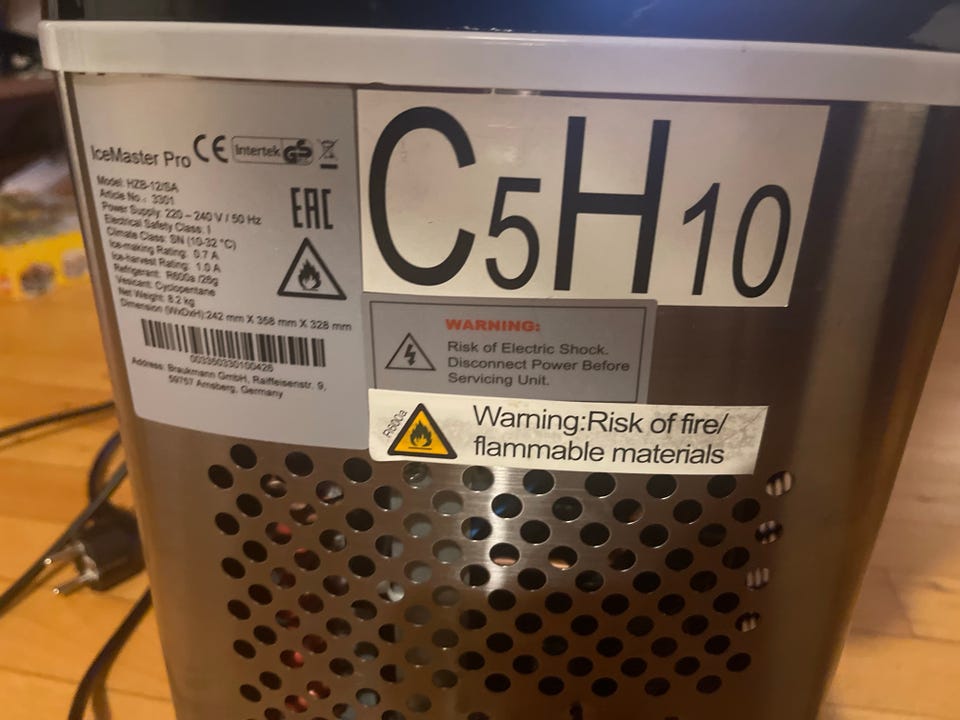 IceMaster Pro
CE Intertek GS
Model: HZB-12/SA
Article No.: 3301
Power Supply: 220 – 240 V / 50 Hz
Electrical Safety Class: I
Climate Class: SN (10-32 °C)
Ice-making Rating: 0.7 A
Ice-harvest Rating: 1.0 A
Refrigerant: R600a /26g
Vesicant: Cyclopentane
Net Weight: 8.2 kg
Dimension (WxDxH):242 mm X 358 mm X 328 mm
EAC
003350330100426
Address: Braukmann GmbH, Raiffeisenstr. 9,
59757 Arnsberg, Germany
C5H10
WARNING:
Risk of Electric Shock.
Disconnect Power Before
Servicing Unit.
R600a
Warning:Risk of fire/
flammable materials